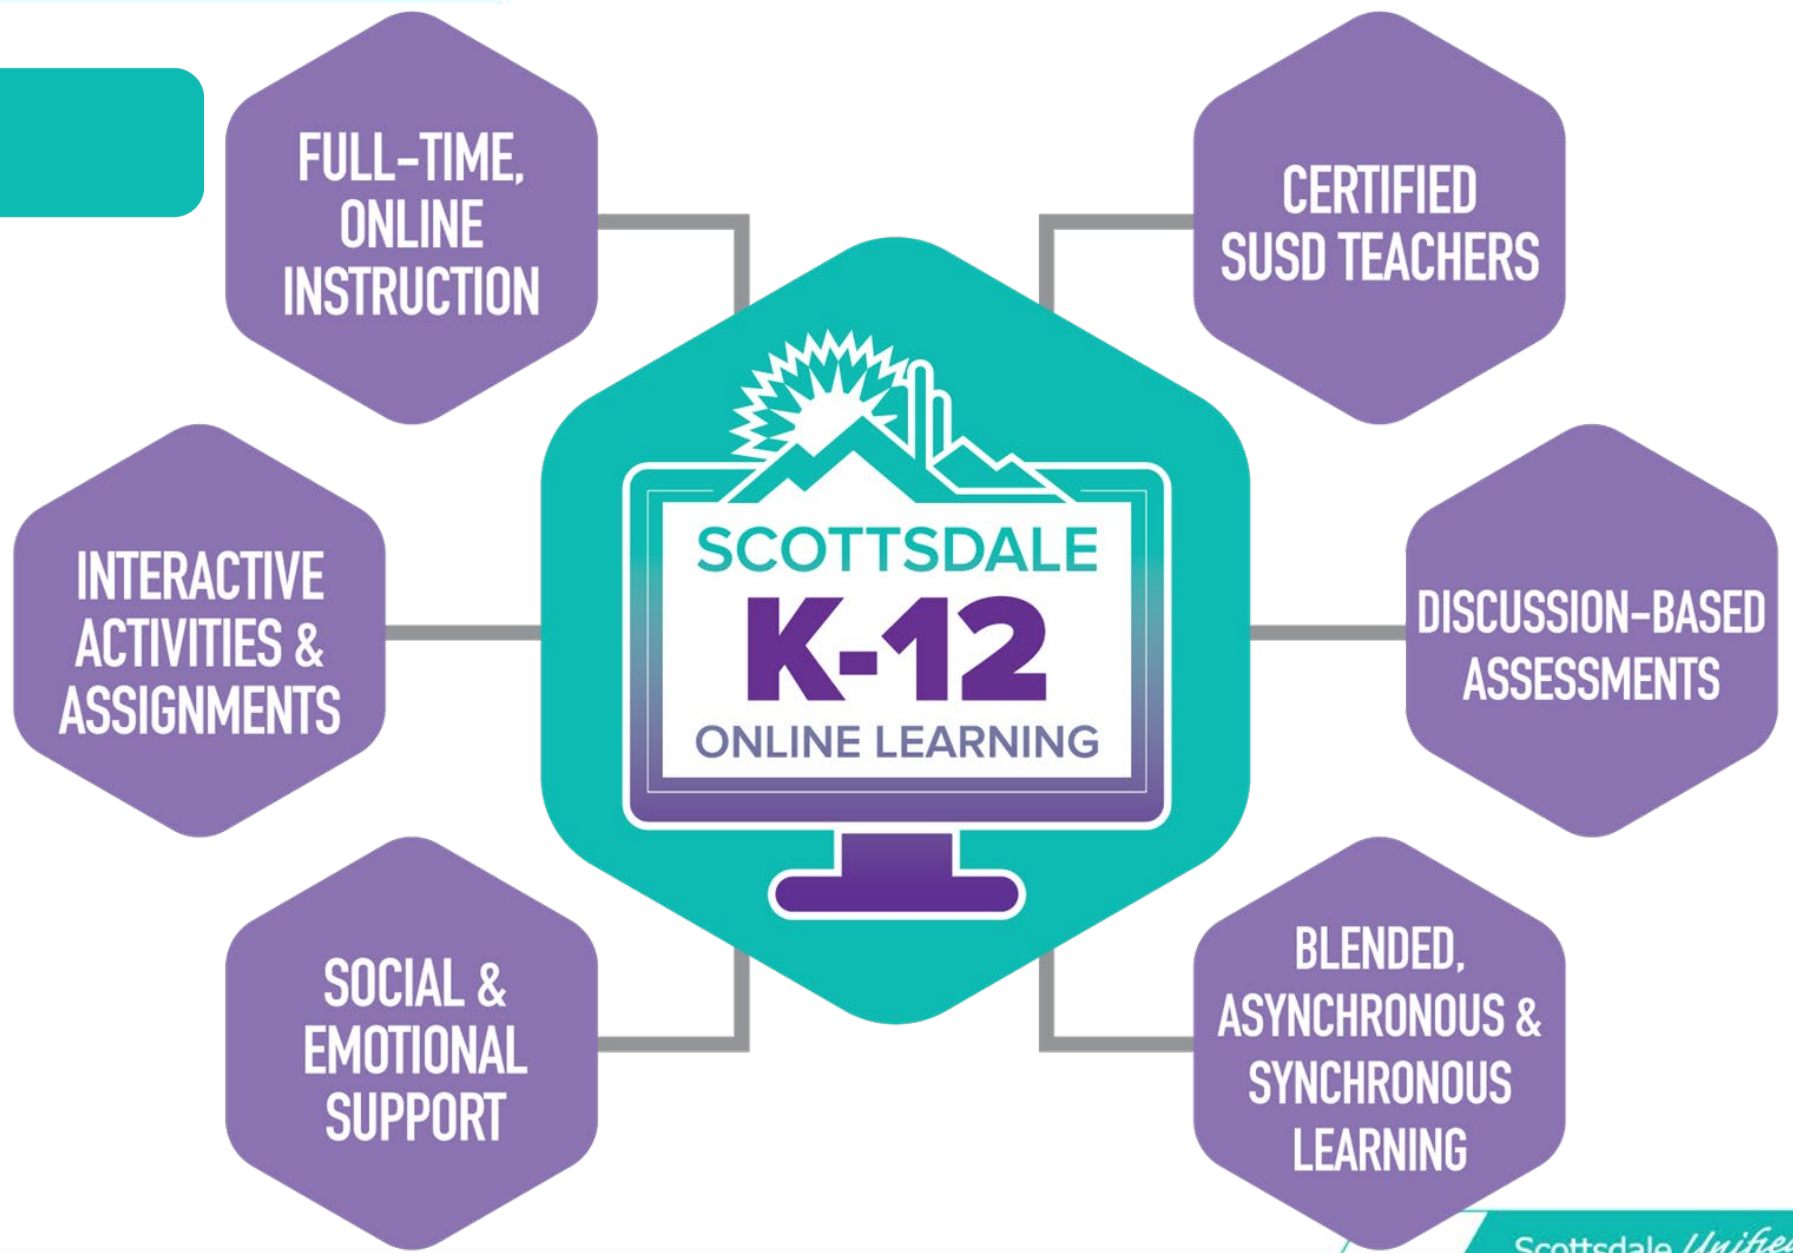 FULL-TIME,
ONLINE
INSTRUCTION
CERTIFIED
SUSD TEACHERS
INTERACTIVE
ACTIVITIES &
ASSIGNMENTS
SCOTTSDALE
K-12
ONLINE LEARNING
DISCUSSION-BASED
ASSESSMENTS
SOCIAL &
EMOTIONAL
SUPPORT
BLENDED,
ASYNCHRONOUS &
SYNCHRONOUS
LEARNING
Scottsdale Unified